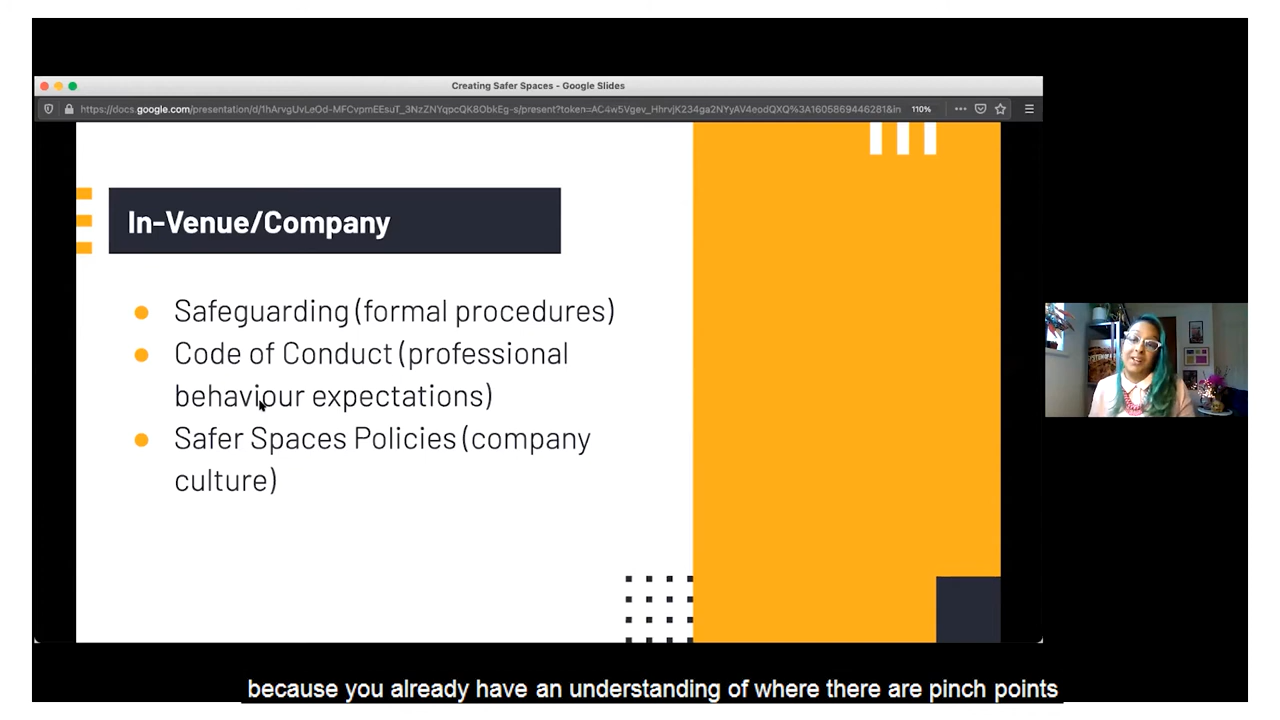 Creating Safer Spaces - Google Slides
110%
In-Venue/Company
Safeguarding (formal procedures)
Code of Conduct (professional
behaviour expectations)
Safer Spaces Policies (company
culture)
because you already have an understanding of where there are pinch points